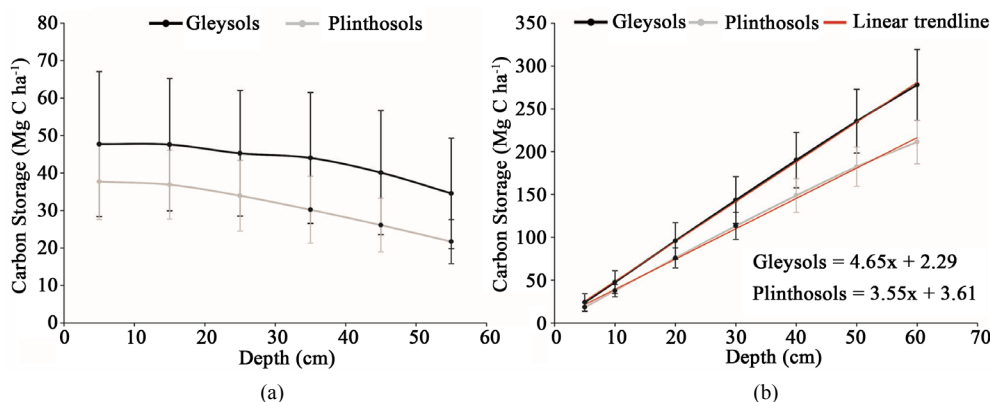 Gleysols Plinthosols
Carbon Storage (Mg C ha⁻¹)
80
70
60
50
40
30
20
10
0
0 10 20 30 40 50 60
Depth (cm)
(a)
Gleysols Plinthosols Linear trendline
Carbon Storage (Mg C ha⁻¹)
350
300
250
200
150
100
50
0
Gleysols = 4.65x + 2.29
Plinthosols = 3.55x + 3.61
0 10 20 30 40 50 60 70
Depth (cm)
(b)